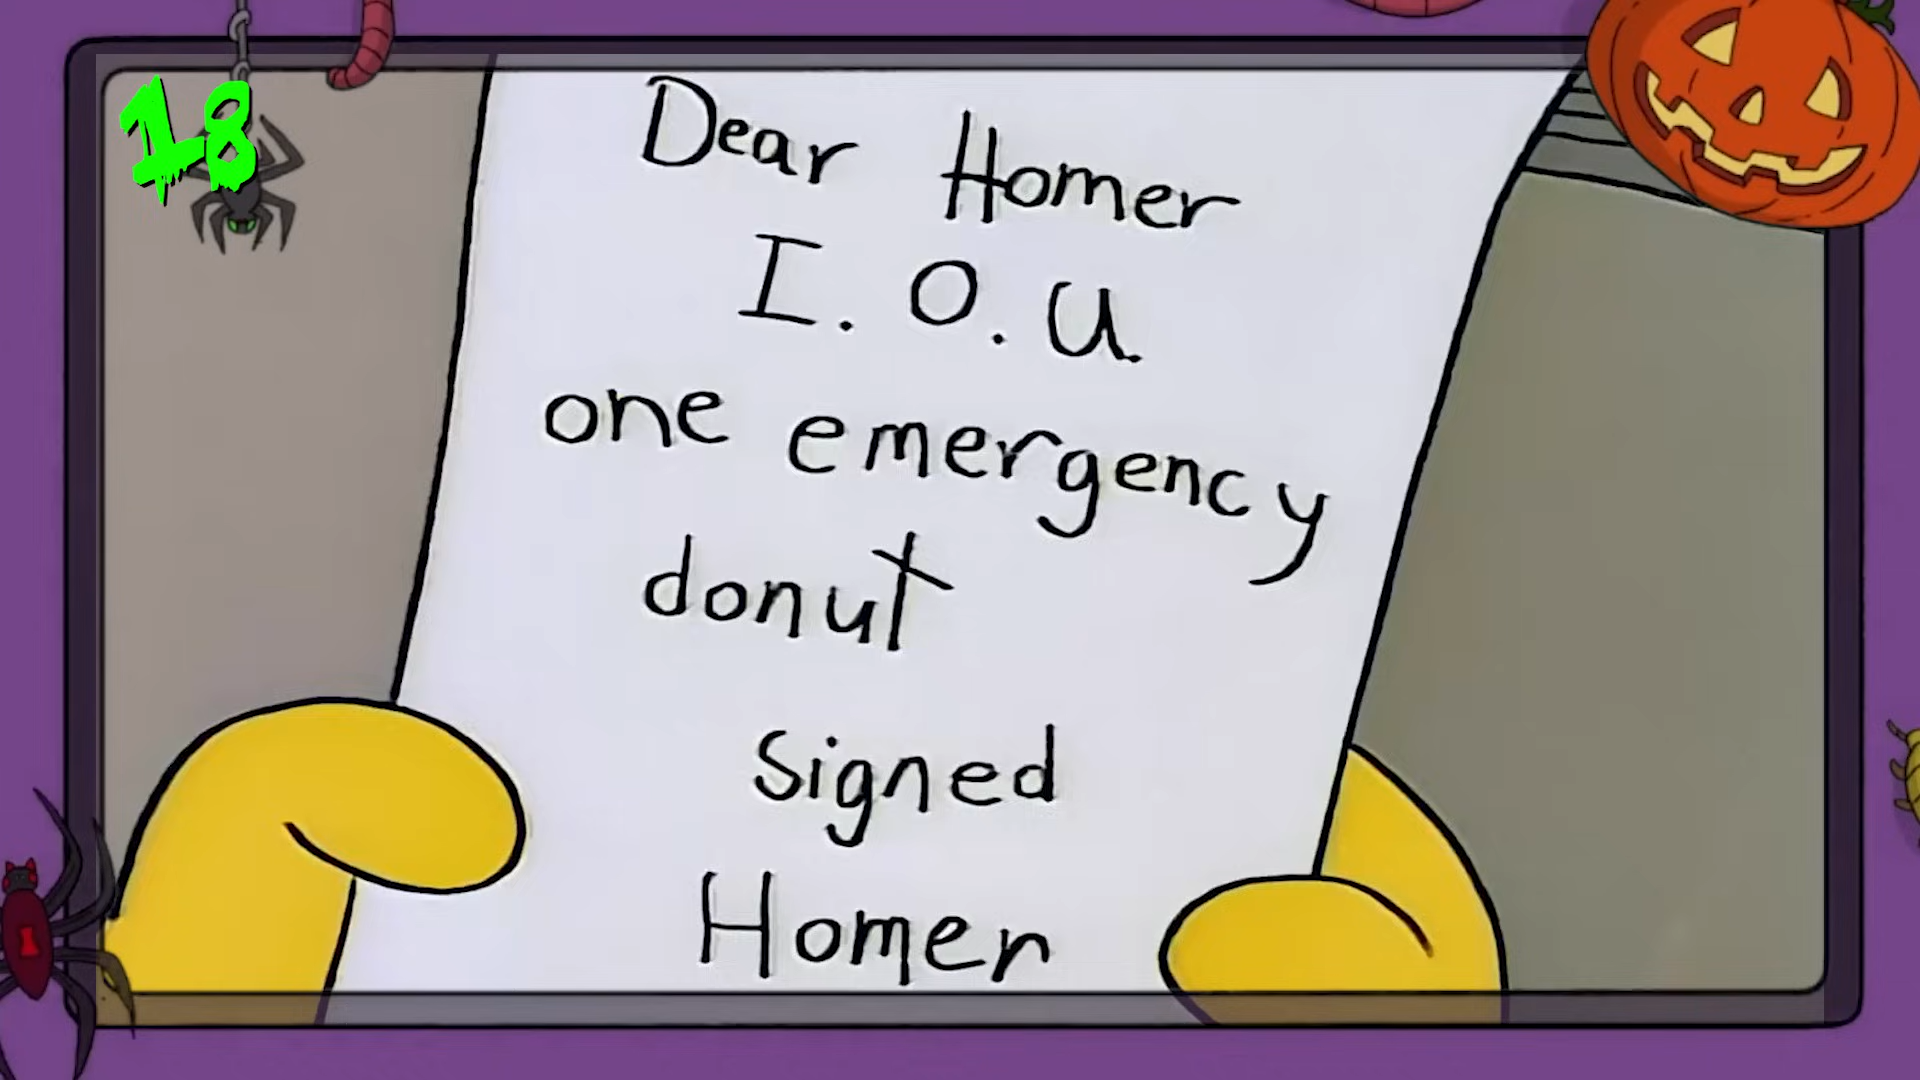 18
Dear Homer
I. O. U.
one emergency
donut
Signed
Homer